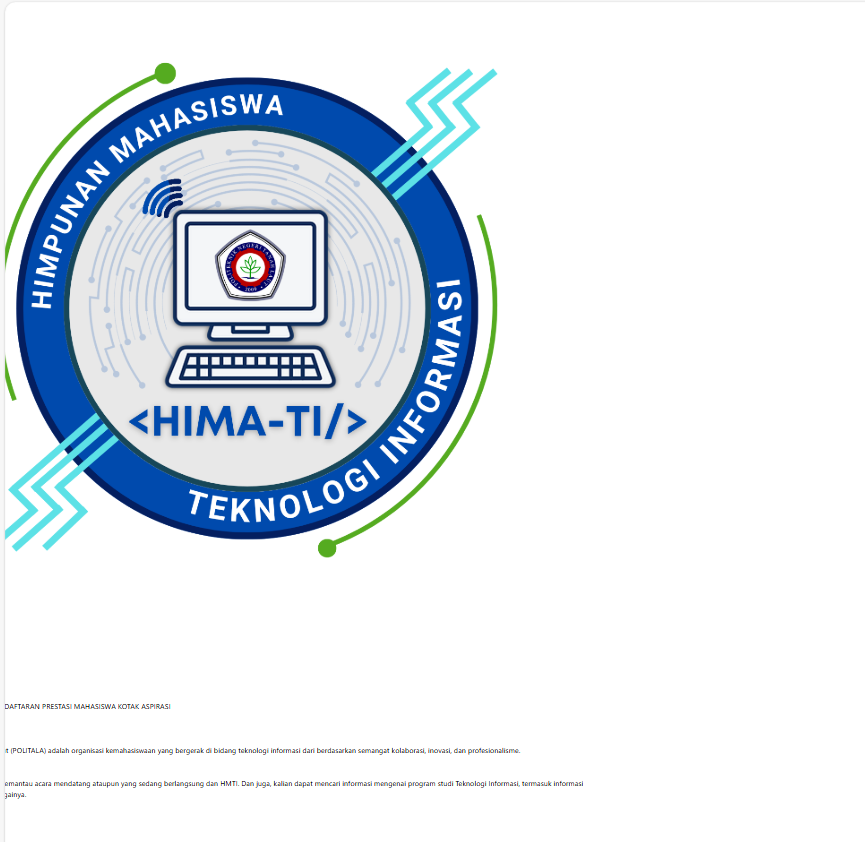 HIMPUNAN MAHASISWA
TEKNOLOGI INFORMASI
<HIMA-TI/>
DAFTARAN PRESTASI MAHASISWA KOTAK ASPIRASI
(POLITALA) adalah organisasi kemahasiswaan yang bergerak di bidang teknologi informasi dari berdasarkan semangat kolaborasi, inovasi, dan profesionalisme.
emantau acara mendatang ataupun yang sedang berlangsung dan HMTI. Dan juga, kalian dapat mencari informasi mengenai program studi Teknologi Informasi, termasuk informasi
gainya.